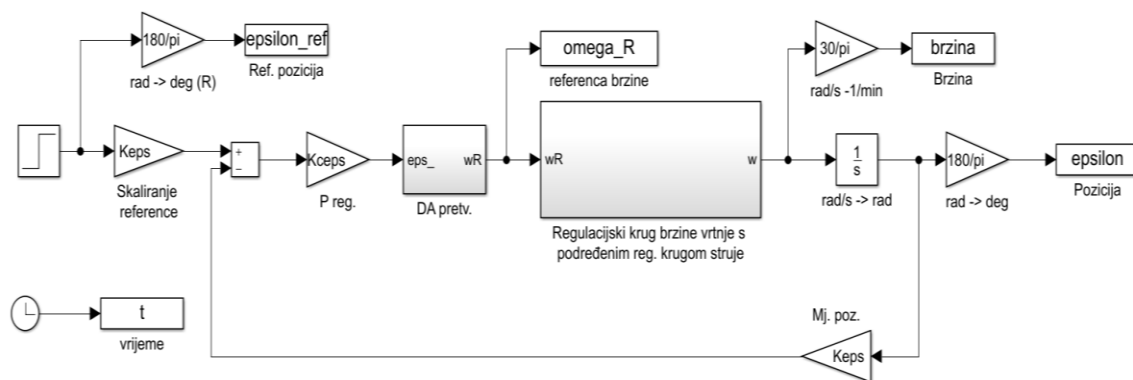 180/pi
epsilon_ref
rad -> deg (R)
Ref. pozicija
omega_R
referenca brzine
30/pi
brzina
rad/s -1/min
Brzina
Keps
Skaliranje
reference
+
−
Kceps
P reg.
eps_ wR
DA pretv.
wR w
Regulacijski krug brzine vrtnje s
podređenim reg. krugom struje
1
s
rad/s -> rad
180/pi
rad -> deg
epsilon
Pozicija
t
vrijeme
Mj. poz.
Keps